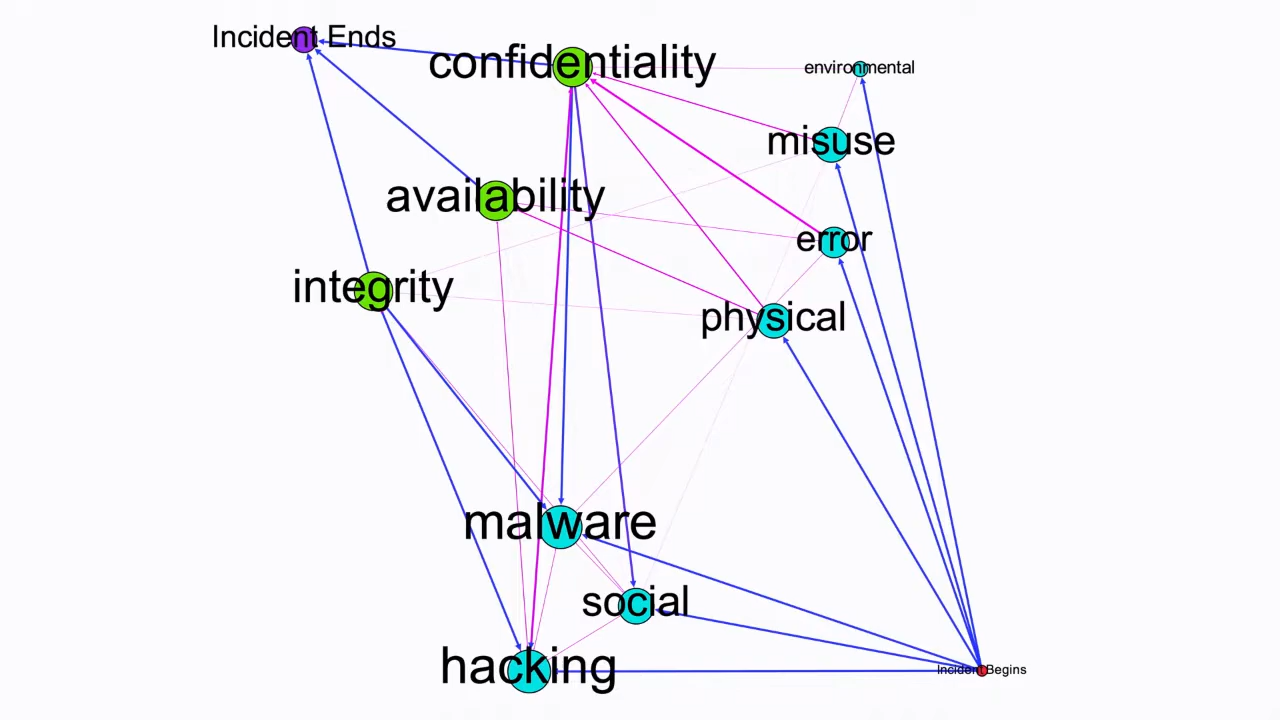 Incident Ends
confidentiality
environmental
misuse
availability
error
integrity
physical
malware
social
hacking
Incident Begins